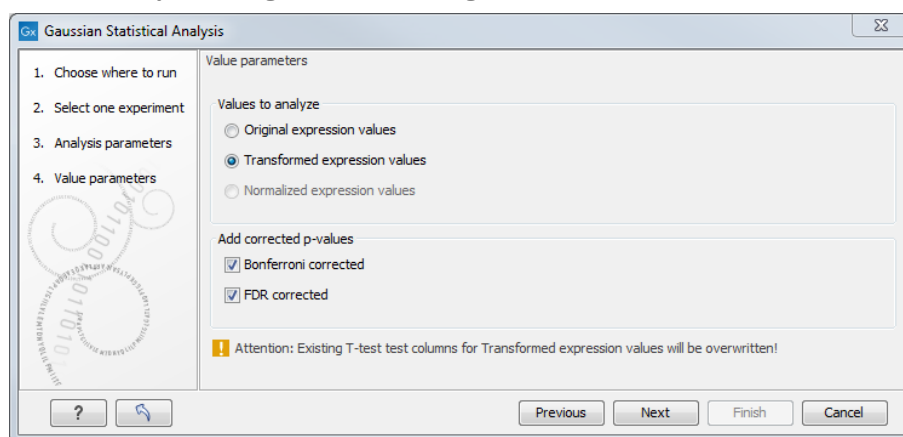 Gx Gaussian Statistical Analysis
1. Choose where to run
2. Select one experiment
3. Analysis parameters
4. Value parameters
Value parameters
Values to analyze
Original expression values
Transformed expression values
Normalized expression values
Add corrected p-values
Bonferroni corrected
FDR corrected
! Attention: Existing T-test test columns for Transformed expression values will be overwritten!
? Previous Next Finish Cancel